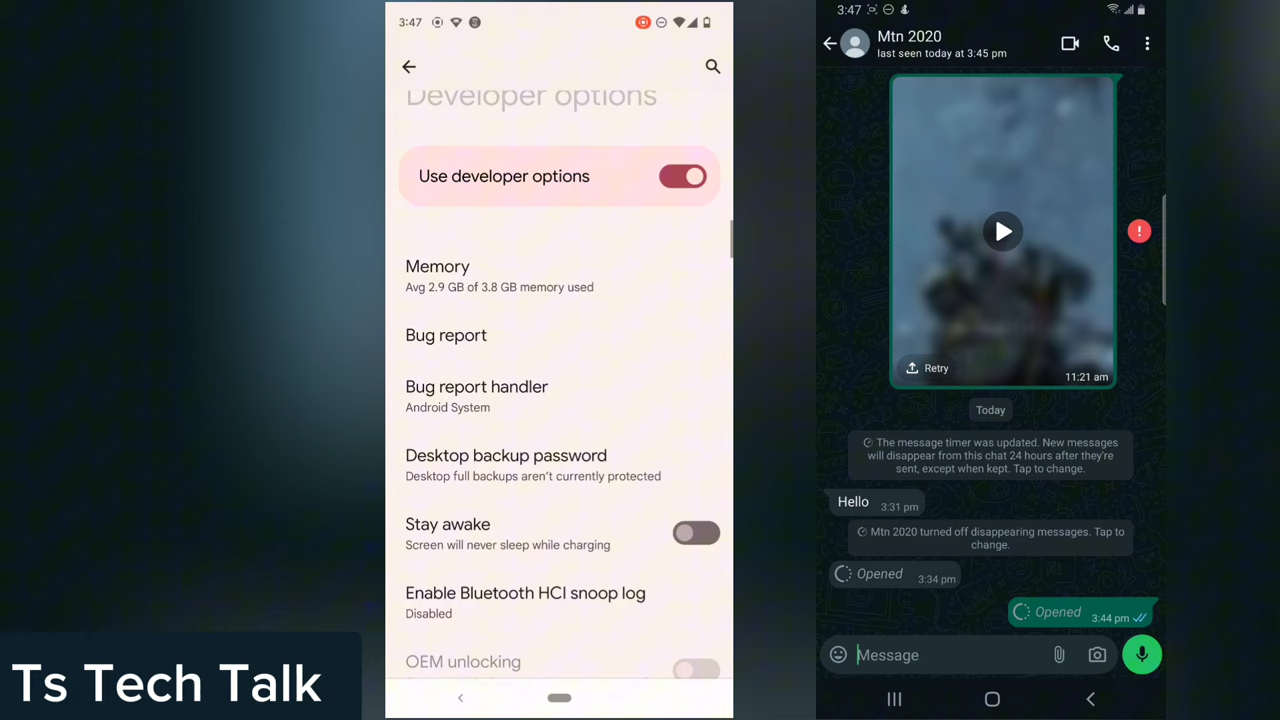 3:47
Developer options
Use developer options
Memory
Avg 2.9 GB of 3.8 GB memory used
Bug report
Bug report handler
Android System
Desktop backup password
Desktop full backups aren't currently protected
Stay awake
Screen will never sleep while charging
Enable Bluetooth HCI snoop log
Disabled
OEM unlocking
3:47
Mtn 2020
last seen today at 3:45 pm
Retry
11:21 am
Today
The message timer was updated. New messages
will disappear from this chat 24 hours after they're
sent, except when kept. Tap to change.
Hello 3:31 pm
Mtn 2020 turned off disappearing messages. Tap to
change.
Opened 3:34 pm
Opened 3:44 pm
Message
Ts Tech Talk